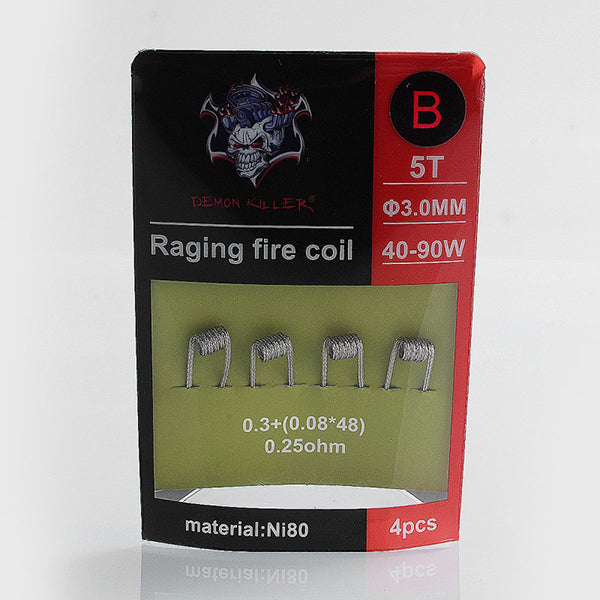 B
5T
Φ3.0MM
40-90W
DEMON KILLER®
Raging fire coil
0.3+(0.08*48)
0.25ohm
material:Ni80
4pcs